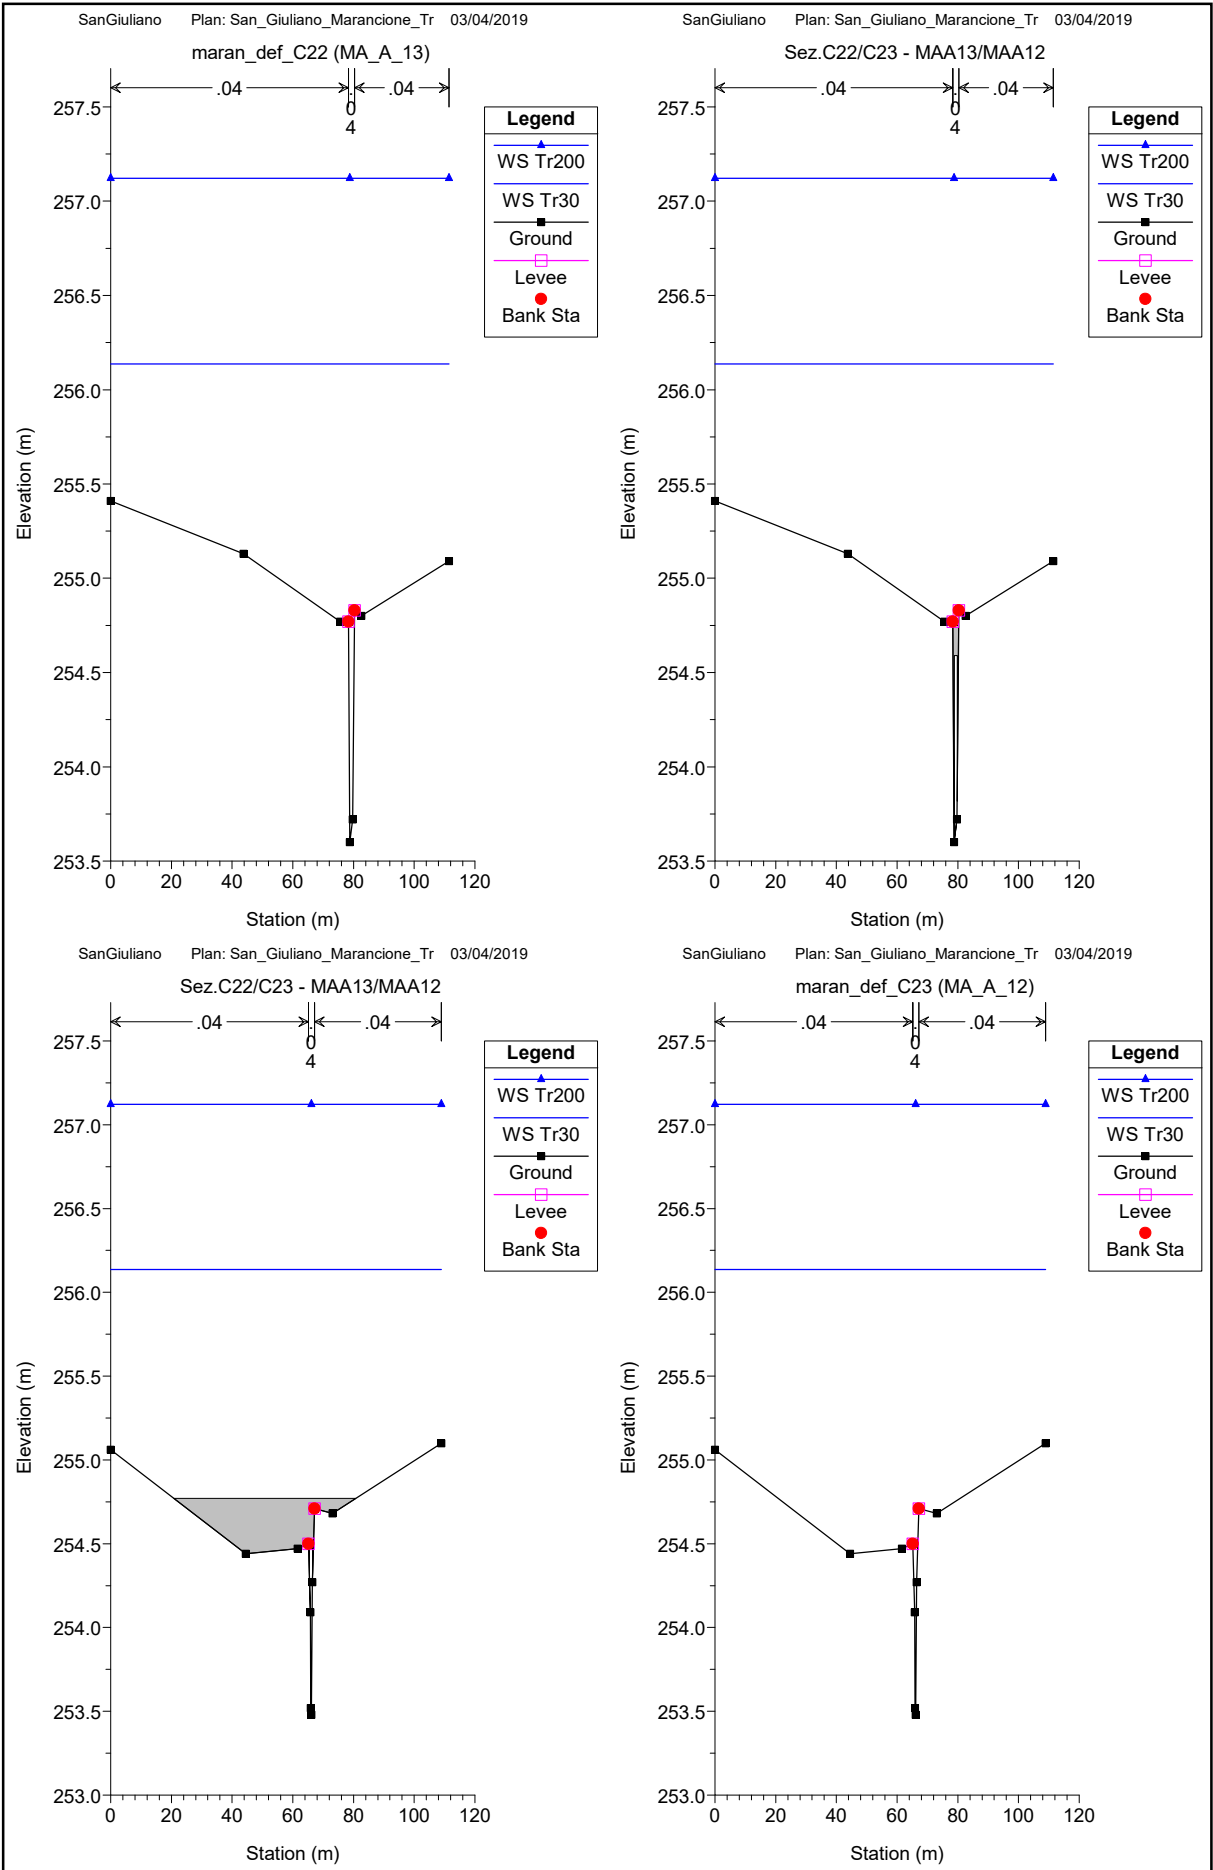 SanGiuliano Plan: San_Giuliano_Marancione_Tr 03/04/2019
maran_def_C22 (MA_A_13)
.04 .04 .04
Legend
WS Tr200
WS Tr30
Ground
Levee
Bank Sta
257.5
257.0
256.5
256.0
255.5
255.0
254.5
254.0
253.5
Elevation (m)
0 20 40 60 80 100 120
Station (m)
SanGiuliano Plan: San_Giuliano_Marancione_Tr 03/04/2019
Sez.C22/C23 - MAA13/MAA12
.04 .04 .04
Legend
WS Tr200
WS Tr30
Ground
Levee
Bank Sta
257.5
257.0
256.5
256.0
255.5
255.0
254.5
254.0
253.5
Elevation (m)
0 20 40 60 80 100 120
Station (m)
SanGiuliano Plan: San_Giuliano_Marancione_Tr 03/04/2019
Sez.C22/C23 - MAA13/MAA12
.04 .04 .04
Legend
WS Tr200
WS Tr30
Ground
Levee
Bank Sta
257.5
257.0
256.5
256.0
255.5
255.0
254.5
254.0
253.5
253.0
Elevation (m)
0 20 40 60 80 100 120
Station (m)
SanGiuliano Plan: San_Giuliano_Marancione_Tr 03/04/2019
maran_def_C23 (MA_A_12)
.04 .04 .04
Legend
WS Tr200
WS Tr30
Ground
Levee
Bank Sta
257.5
257.0
256.5
256.0
255.5
255.0
254.5
254.0
253.5
253.0
Elevation (m)
0 20 40 60 80 100 120
Station (m)